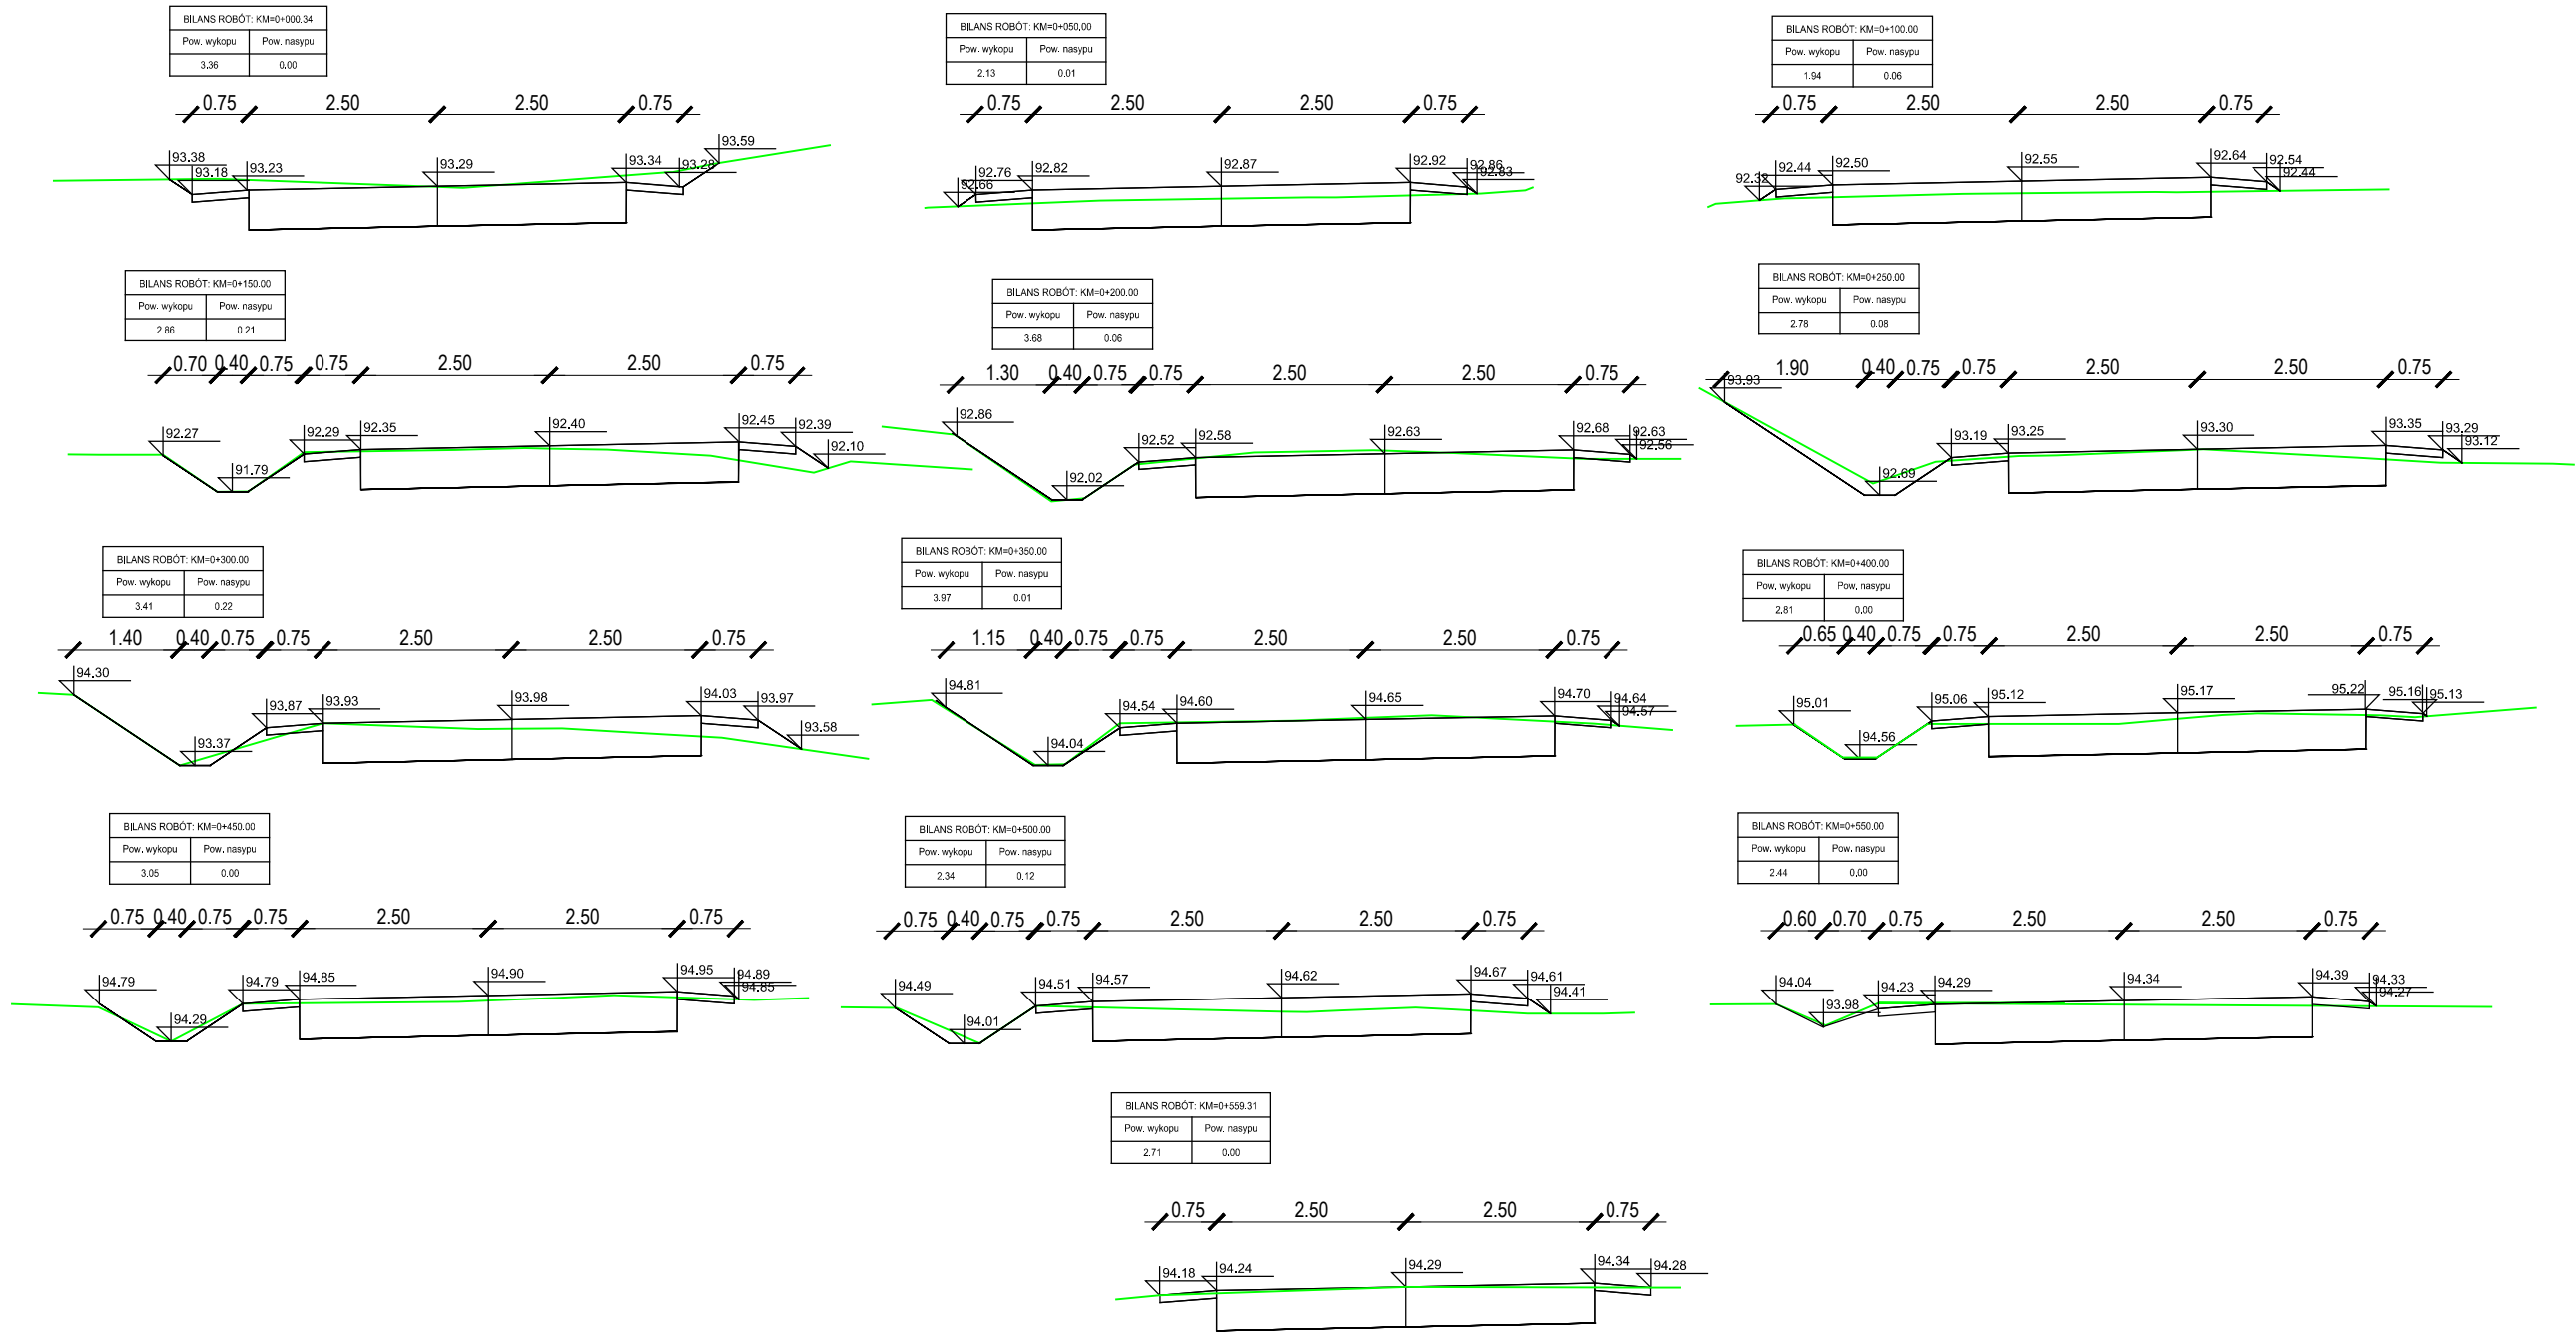 BILANS ROBÓT: KM=0+000.34
Pow. wykopu Pow. nasypu
3.36 0.00
0.75 2.50 2.50 0.75
93.38 93.18 93.23 93.29 93.34 93.28 93.59
BILANS ROBÓT: KM=0+050.00
Pow. wykopu Pow. nasypu
2.13 0.01
0.75 2.50 2.50 0.75
92.66 92.76 92.82 92.87 92.92 92.86 92.83
BILANS ROBÓT: KM=0+100.00
Pow. wykopu Pow. nasypu
1.94 0.06
0.75 2.50 2.50 0.75
92.32 92.44 92.50 92.55 92.64 92.54 92.44
BILANS ROBÓT: KM=0+150.00
Pow. wykopu Pow. nasypu
2.86 0.21
0.70 0.40 0.75 0.75 2.50 2.50 0.75
92.27 91.79 92.29 92.35 92.40 92.45 92.39 92.10
BILANS ROBÓT: KM=0+200.00
Pow. wykopu Pow. nasypu
3.68 0.06
1.30 0.40 0.75 0.75 2.50 2.50 0.75
92.86 92.02 92.52 92.58 92.63 92.68 92.63 92.56
BILANS ROBÓT: KM=0+250.00
Pow. wykopu Pow. nasypu
2.78 0.08
1.90 0.40 0.75 0.75 2.50 2.50 0.75
93.93 92.69 93.19 93.25 93.30 93.35 93.29 93.12
BILANS ROBÓT: KM=0+300.00
Pow. wykopu Pow. nasypu
3.41 0.22
1.40 0.40 0.75 0.75 2.50 2.50 0.75
94.30 93.37 93.87 93.93 93.98 94.03 93.97 93.58
BILANS ROBÓT: KM=0+350.00
Pow. wykopu Pow. nasypu
3.97 0.01
1.15 0.40 0.75 0.75 2.50 2.50 0.75
94.81 94.04 94.54 94.60 94.65 94.70 94.64 94.57
BILANS ROBÓT: KM=0+400.00
Pow. wykopu Pow. nasypu
2.81 0.00
0.65 0.40 0.75 0.75 2.50 2.50 0.75
95.01 94.56 95.06 95.12 95.17 95.22 95.16 95.13
BILANS ROBÓT: KM=0+450.00
Pow. wykopu Pow. nasypu
3.05 0.00
0.75 0.40 0.75 0.75 2.50 2.50 0.75
94.79 94.29 94.79 94.85 94.90 94.95 94.89 94.85
BILANS ROBÓT: KM=0+500.00
Pow. wykopu Pow. nasypu
2.34 0.12
0.75 0.40 0.75 0.75 2.50 2.50 0.75
94.49 94.01 94.51 94.57 94.62 94.67 94.61 94.41
BILANS ROBÓT: KM=0+550.00
Pow. wykopu Pow. nasypu
2.44 0.00
0.60 0.70 0.75 2.50 2.50 0.75
94.04 93.98 94.23 94.29 94.34 94.39 94.33 94.27
BILANS ROBÓT: KM=0+559.31
Pow. wykopu Pow. nasypu
2.71 0.00
0.75 2.50 2.50 0.75
94.18 94.24 94.29 94.34 94.28